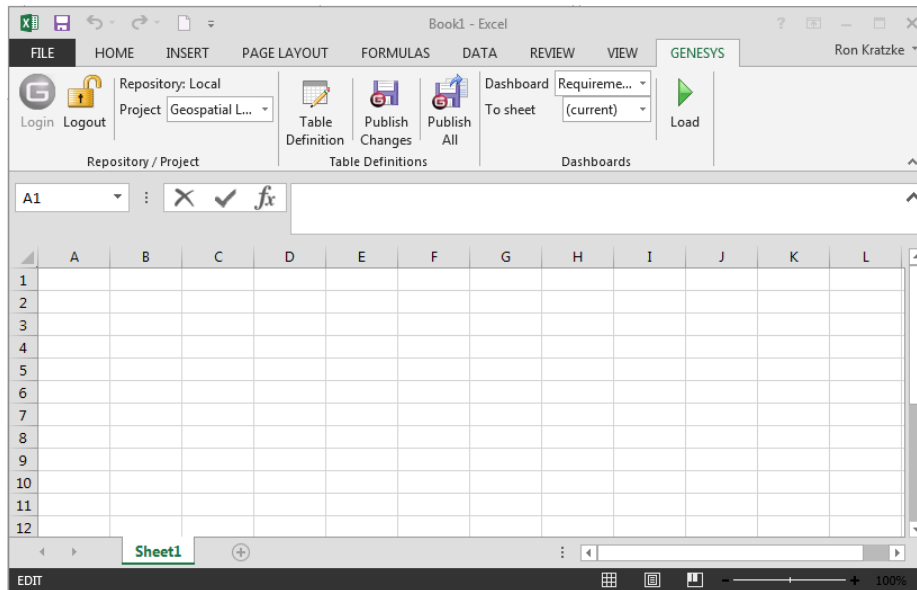 Book1 - Excel
FILE HOME INSERT PAGE LAYOUT FORMULAS DATA REVIEW VIEW GENESYS Ron Kratzke
Login Logout
Repository: Local
Project Geospatial L...
Repository / Project
Table Definition
Publish Changes
Publish All
Table Definitions
Dashboard Requireme...
To sheet (current)
Dashboards
Load
A1 fx
A B C D E F G H I J K L
1
2
3
4
5
6
7
8
9
10
11
12
Sheet1
EDIT 100%